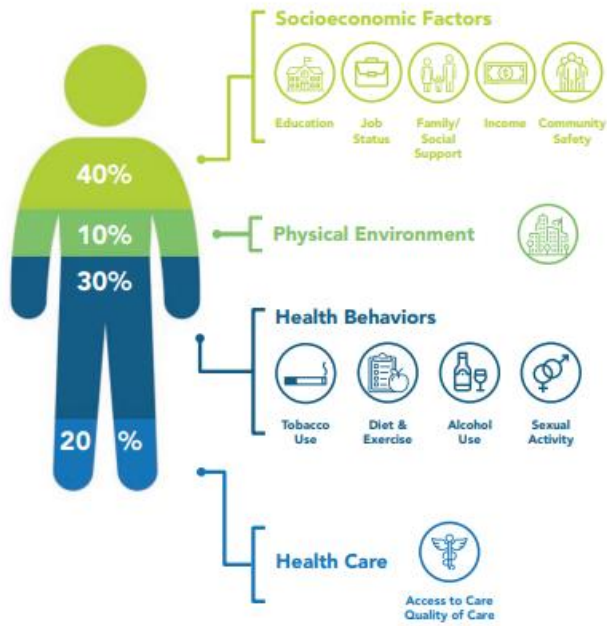 Socioeconomic Factors
Education
Job
Status
Family/
Social
Support
Income
Community
Safety
40%
10%
Physical Environment
30%
Health Behaviors
Tobacco
Use
Diet &
Exercise
Alcohol
Use
Sexual
Activity
20 %
Health Care
Access to Care
Quality of Care